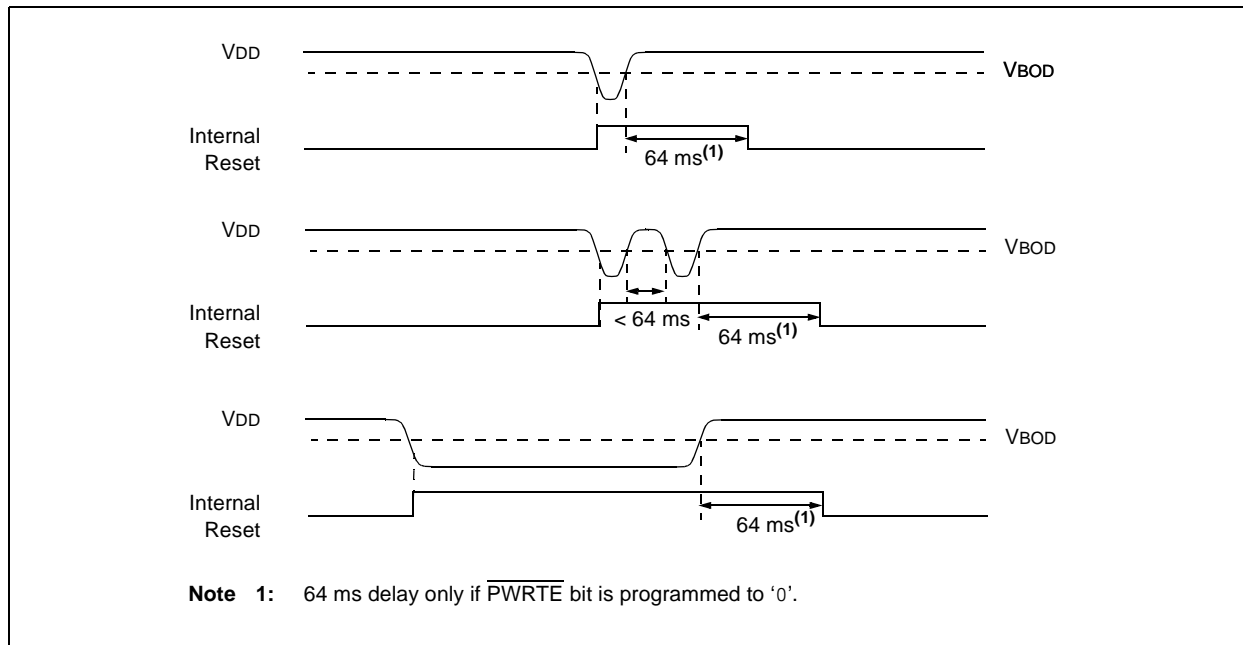 VDD
VBOD
Internal
Reset
64 ms(1)
VDD
VBOD
Internal
Reset
< 64 ms
64 ms(1)
VDD
VBOD
Internal
Reset
64 ms(1)
Note 1: 64 ms delay only if PWRTE bit is programmed to ‘0’.